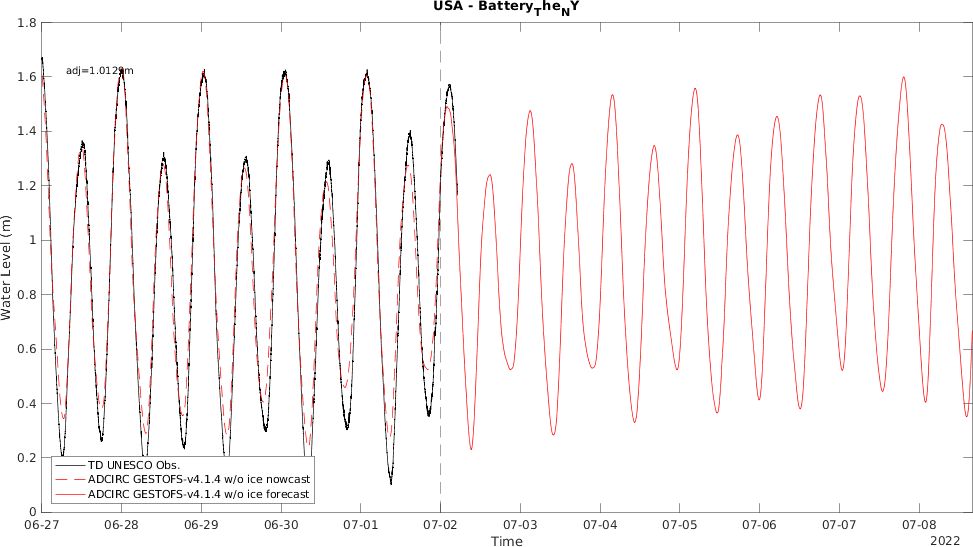 USA - Battery_The_NY
1.8
adj=1.0129m
1.6
1.4
1.2
1
0.8
0.6
0.4
0.2
0
Water Level (m)
TD UNESCO Obs.
ADCIRC GESTOFS-v4.1.4 w/o ice nowcast
ADCIRC GESTOFS-v4.1.4 w/o ice forecast
06-27 06-28 06-29 06-30 07-01 07-02 07-03 07-04 07-05 07-06 07-07 07-08
Time
2022